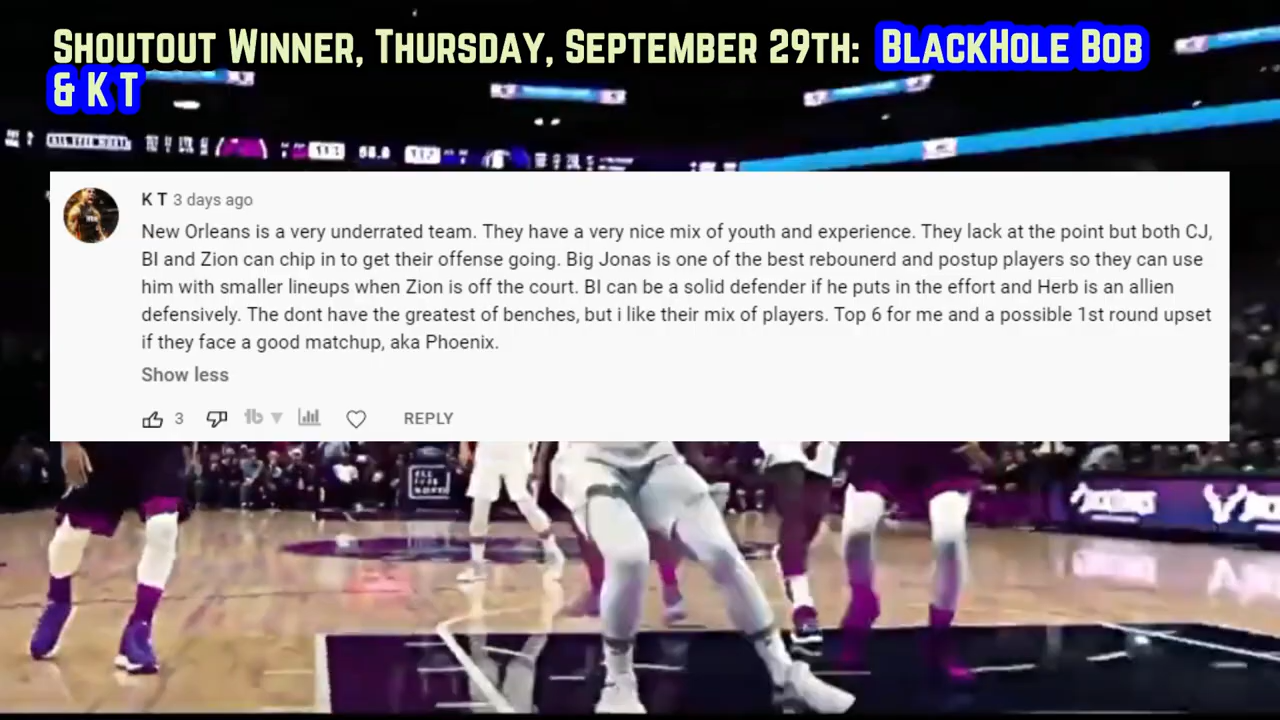 Shoutout Winner, Thursday, September 29th: BlackHole Bob
& K T
K T 3 days ago
New Orleans is a very underrated team. They have a very nice mix of youth and experience. They lack at the point but both CJ,
BI and Zion can chip in to get their offense going. Big Jonas is one of the best rebounerd and postup players so they can use
him with smaller lineups when Zion is off the court. BI can be a solid defender if he puts in the effort and Herb is an allien
defensively. The dont have the greatest of benches, but i like their mix of players. Top 6 for me and a possible 1st round upset
if they face a good matchup, aka Phoenix.
Show less
3
REPLY